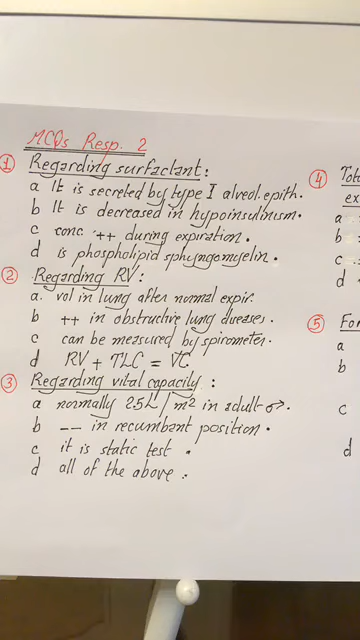 MCQs Resp. 2
① Regarding surfactant:
a It is secreted by type I alveol. epith.
b It is decreased in hypoinsulinism.
c conc ++ during expiration.
d is phospholipid sphyngomyelin.
② Regarding RV:
a. vol in lung after normal expir.
b ++ in obstructive lung diseases.
c can be measured by spirometer.
d RV + TLC = VC.
③ Regarding vital capacity:
a normally 2.5L/m² in adult ♂.
b -- in recumbant position.
c it is static test.
d all of the above.
④ Tot
ex
a
b
c
d
⑤ For
a
b
c
d